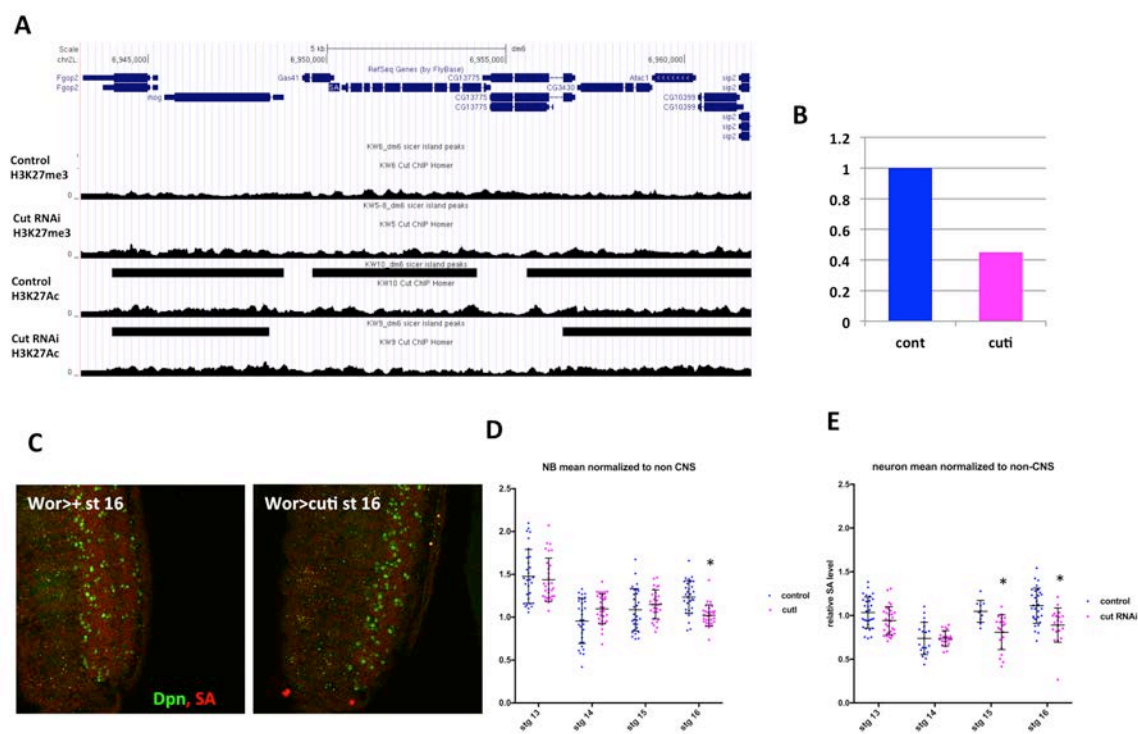 A
Scale
chr2L:
5 kb
dm6
6,945,000
6,950,000
6,955,000
6,960,000
RefSeq Genes (by FlyBase)
Fgop2
Fgop2
mog
Gas41
SA
CG13775
CG13775
CG13775
CG3430
Atac1
CG10399
CG10399
sip2
sip2
sip2
sip2
sip2
Control
H3K27me3
KW6_dm6 sicer island peaks
KW6 Cut ChIP Homer
0
Cut RNAi
H3K27me3
KW5-8_dm6 sicer island peaks
KW5 Cut ChIP Homer
0
Control
H3K27Ac
KW10_dm6 sicer island peaks
KW10 Cut ChIP Homer
0
Cut RNAi
H3K27Ac
KW9_dm6 sicer island peaks
KW9 Cut ChIP Homer
0
B
1.2
1
0.8
0.6
0.4
0.2
0
cont
cuti
C
Wor>+ st 16
Dpn, SA
Wor>cuti st 16
D
NB mean normalized to non CNS
2.5
2.0
1.5
1.0
0.5
0.0
*
stg 13
stg 14
stg 15
stg 16
control
cutI
E
neuron mean normalized to non-CNS
relative SA level
2.0
1.5
1.0
0.5
0.0
*
*
stg 13
stg 14
stg 15
stg 16
control
cut RNAi